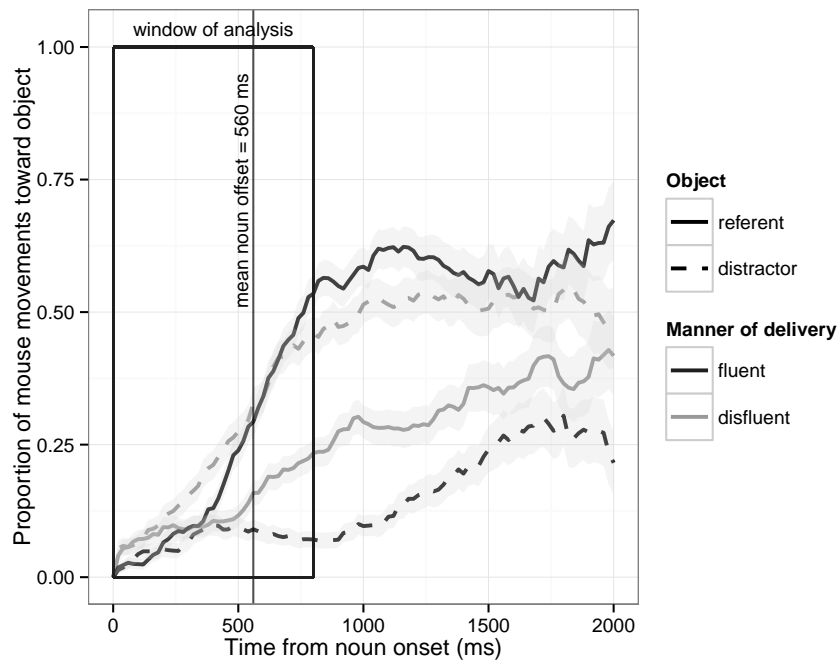 window of analysis
1.00
0.75
0.50
0.25
0.00
Proportion of mouse movements toward object
mean noun offset = 560 ms
0
500
1000
1500
2000
Time from noun onset (ms)
Object
referent
distractor
Manner of delivery
fluent
disfluent